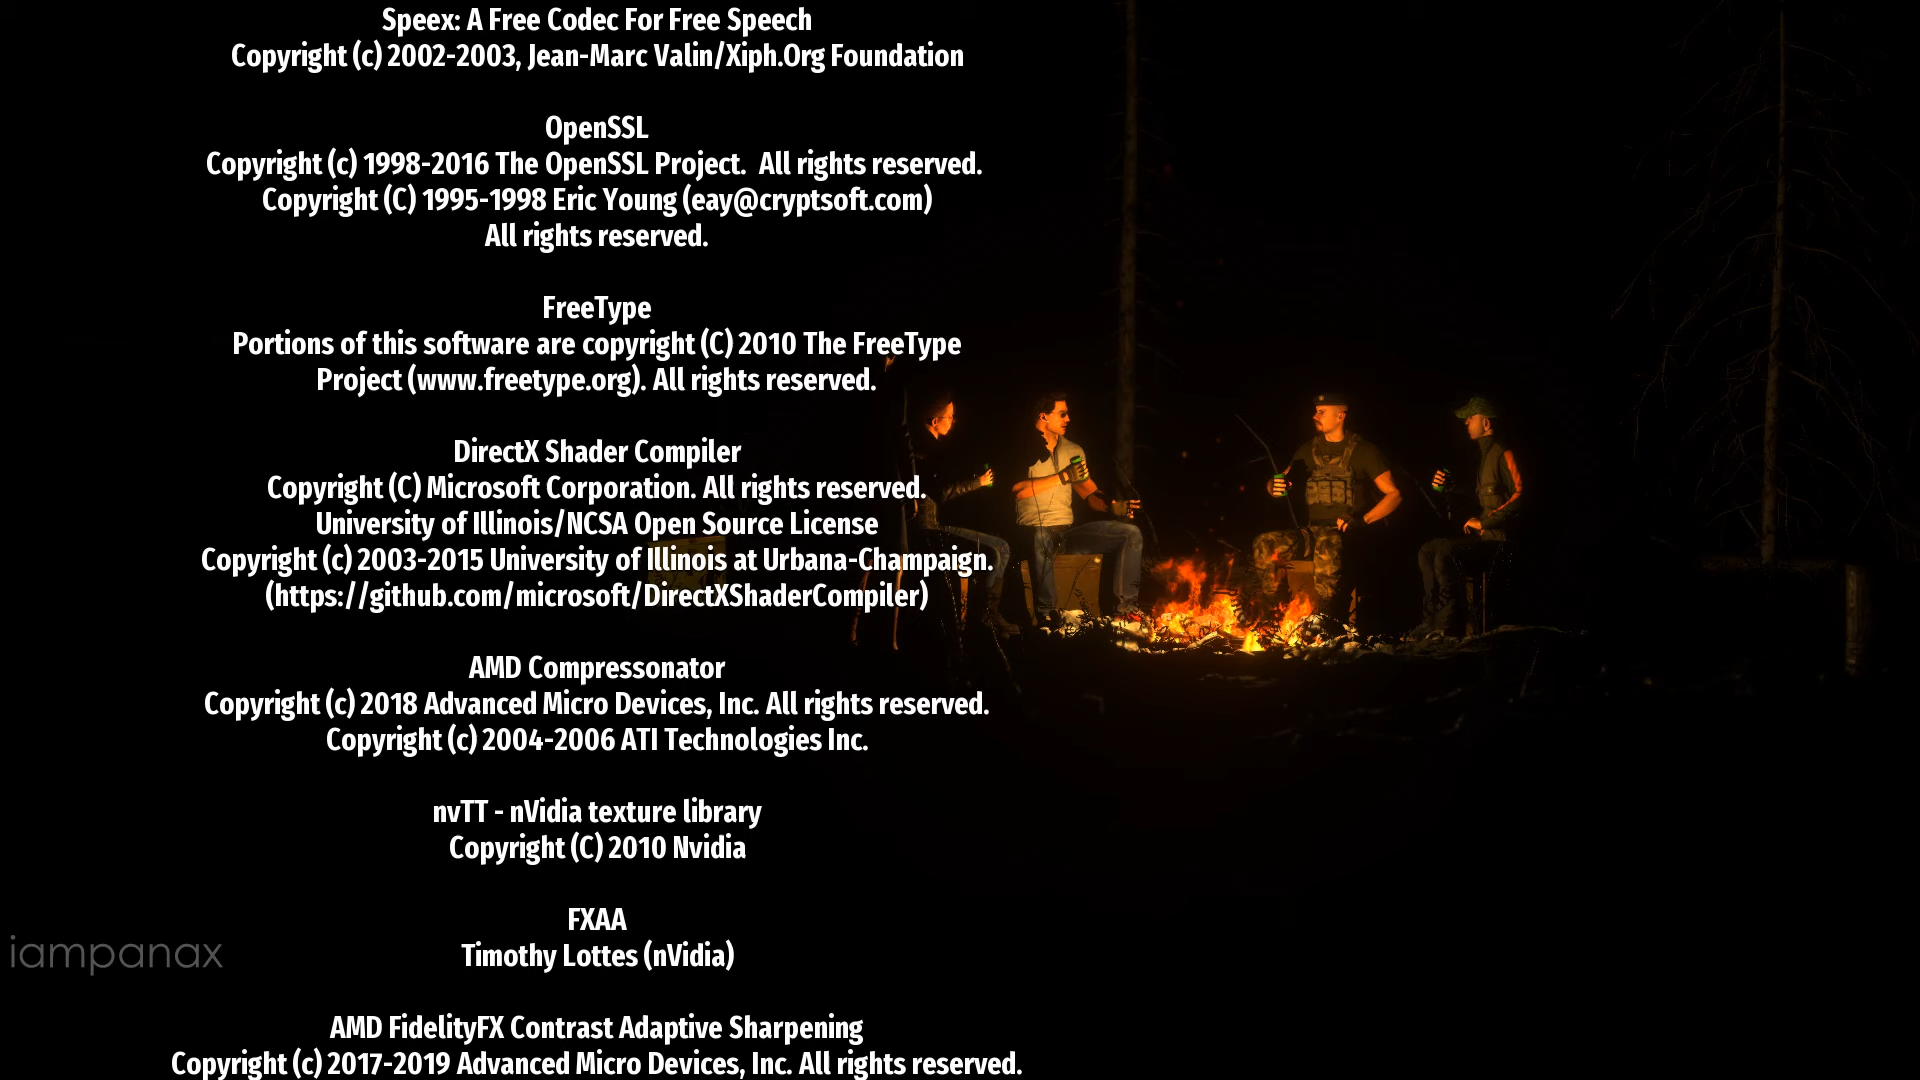 Speex: A Free Codec For Free Speech
Copyright (c) 2002-2003, Jean-Marc Valin/Xiph.Org Foundation
OpenSSL
Copyright (c) 1998-2016 The OpenSSL Project.  All rights reserved.
Copyright (C) 1995-1998 Eric Young (eay@cryptsoft.com)
All rights reserved.
FreeType
Portions of this software are copyright (C) 2010 The FreeType
Project (www.freetype.org). All rights reserved.
DirectX Shader Compiler
Copyright (C) Microsoft Corporation. All rights reserved.
University of Illinois/NCSA Open Source License
Copyright (c) 2003-2015 University of Illinois at Urbana-Champaign.
(https://github.com/microsoft/DirectXShaderCompiler)
AMD Compressonator
Copyright (c) 2018 Advanced Micro Devices, Inc. All rights reserved.
Copyright (c) 2004-2006 ATI Technologies Inc.
nvTT - nVidia texture library
Copyright (C) 2010 Nvidia
FXAA
Timothy Lottes (nVidia)
iampanax
AMD FidelityFX Contrast Adaptive Sharpening
Copyright (c) 2017-2019 Advanced Micro Devices, Inc. All rights reserved.